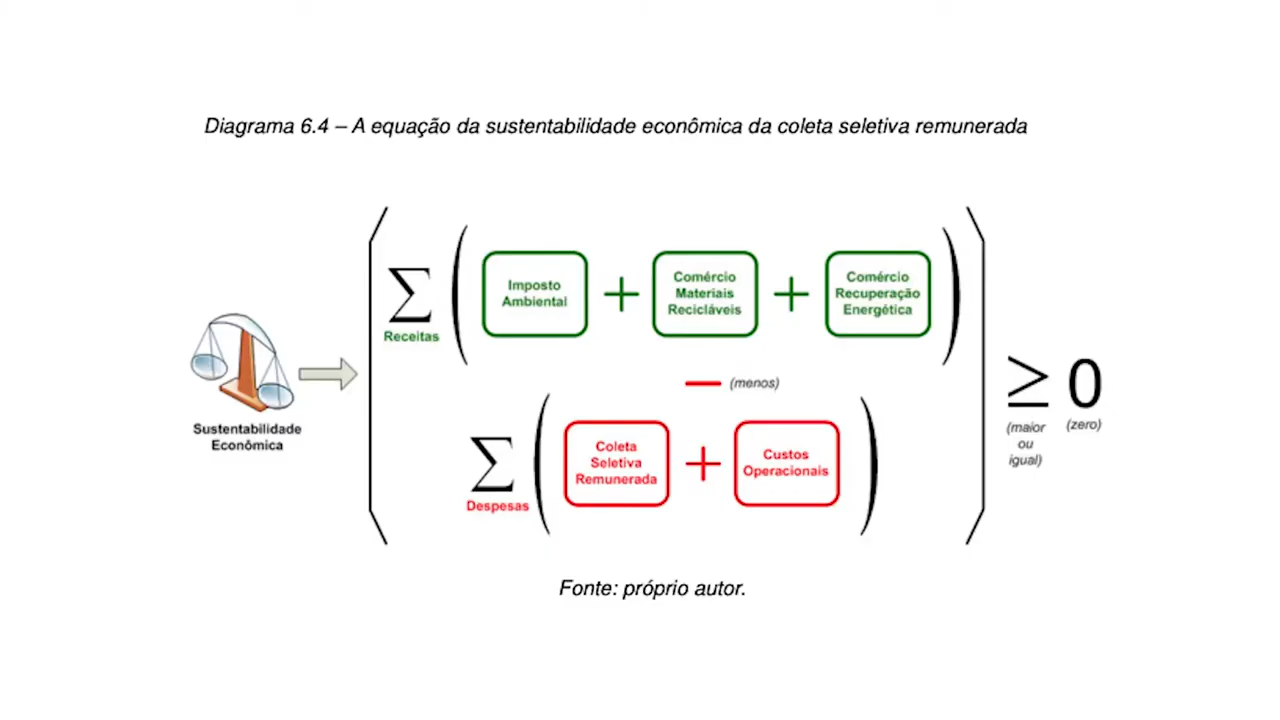 Diagrama 6.4 – A equação da sustentabilidade econômica da coleta seletiva remunerada
Sustentabilidade
Econômica
∑
Receitas
(
Imposto
Ambiental
+
Comércio
Materiais
Recicláveis
+
Comércio
Recuperação
Energética
)
— (menos)
∑
Despesas
(
Coleta
Seletiva
Remunerada
+
Custos
Operacionais
)
≥ 0
(maior
ou
igual)
(zero)
Fonte: próprio autor.